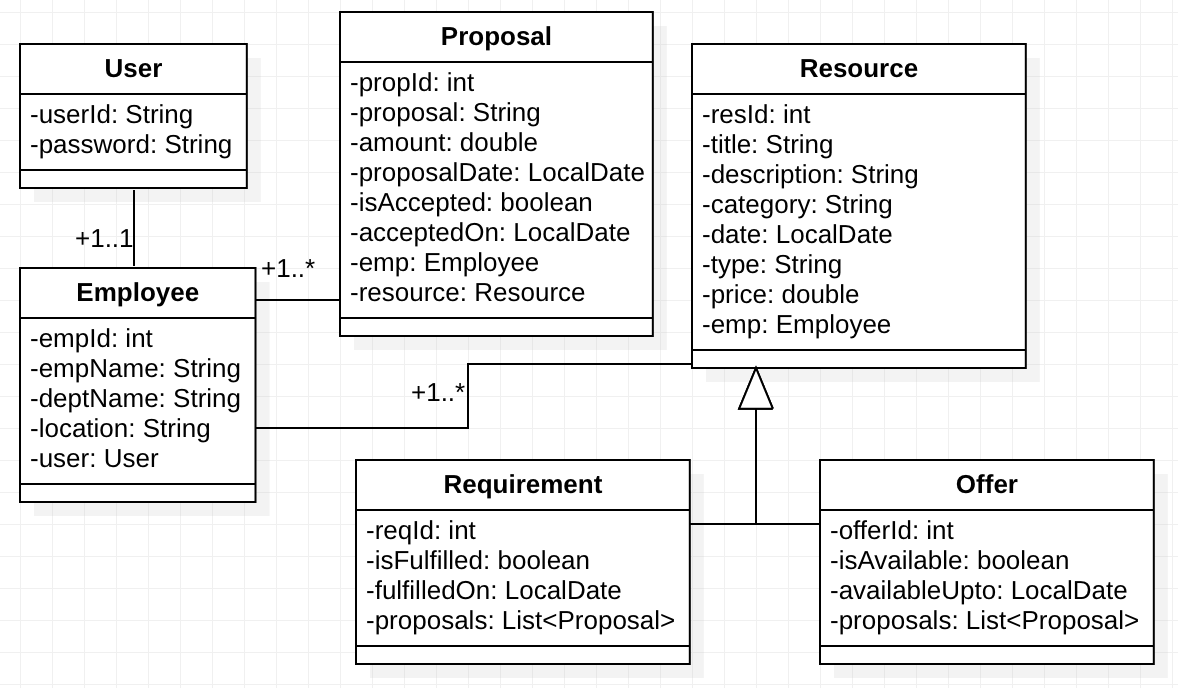 User
-userId: String
-password: String
+1..1
Employee
-empId: int
-empName: String
-deptName: String
-location: String
-user: User
+1..*
Proposal
-propId: int
-proposal: String
-amount: double
-proposalDate: LocalDate
-isAccepted: boolean
-acceptedOn: LocalDate
-emp: Employee
-resource: Resource
+1..*
Resource
-resId: int
-title: String
-description: String
-category: String
-date: LocalDate
-type: String
-price: double
-emp: Employee
Requirement
-reqId: int
-isFulfilled: boolean
-fulfilledOn: LocalDate
-proposals: List<Proposal>
Offer
-offerId: int
-isAvailable: boolean
-availableUpto: LocalDate
-proposals: List<Proposal>